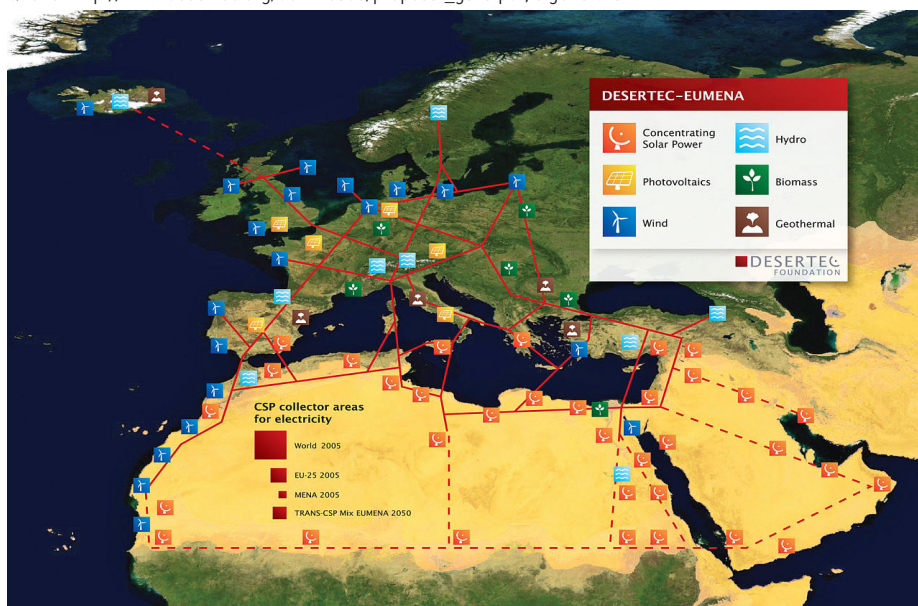 DESERTEC-EUMENA
Concentrating
Solar Power
Hydro
Photovoltaics
Biomass
Wind
Geothermal
DESERTEC
FOUNDATION
CSP collector areas
for electricity
World 2005
EU-25 2005
MENA 2005
TRANS-CSP Mix EUMENA 2050